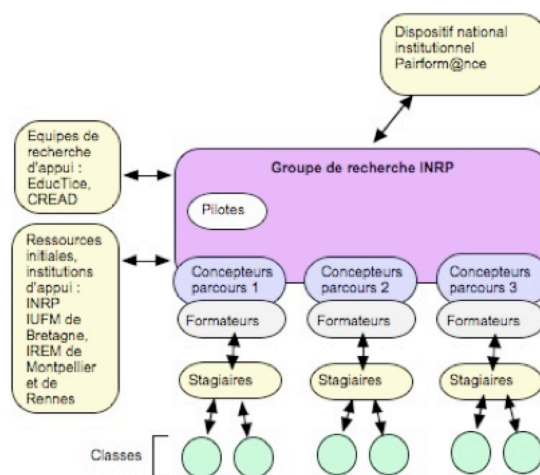 Dispositif national
institutionnel
Pairform@nce
Equipes de
recherche
d'appui :
EducTice,
CREAD
Groupe de recherche INRP
Pilotes
Ressources
initiales,
institutions
d'appui :
INRP
IUFM de
Bretagne,
IREM de
Montpellier
et de
Rennes
Concepteurs
parcours 1
Concepteurs
parcours 2
Concepteurs
parcours 3
Formateurs
Formateurs
Formateurs
Stagiaires
Stagiaires
Stagiaires
Classes